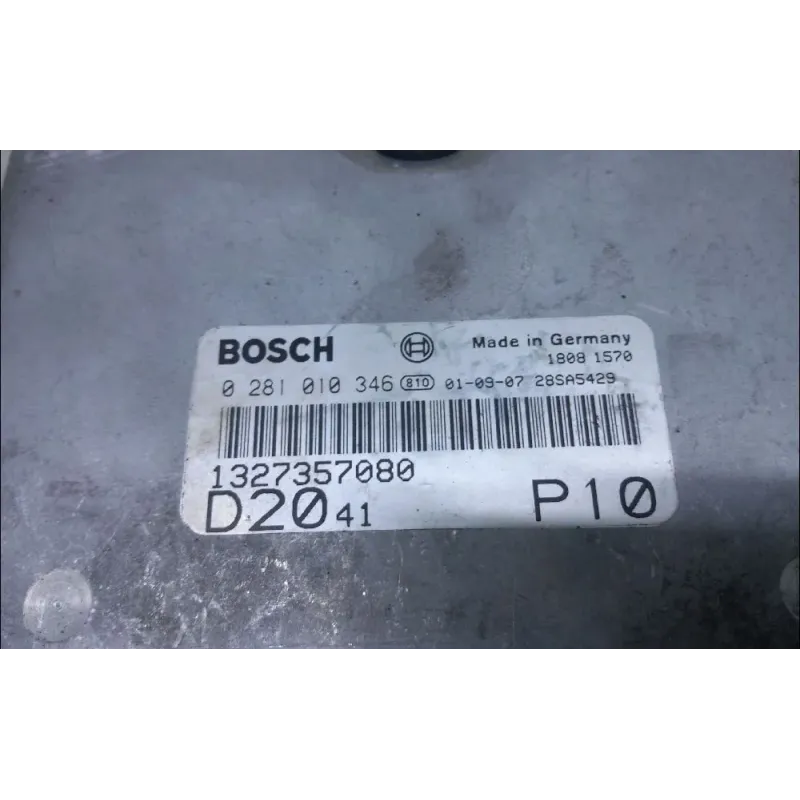 BOSCH Made in Germany
1808 1570
0 281 010 346 810 01-09-07 28SA5429
1327357080
D20 41 P10